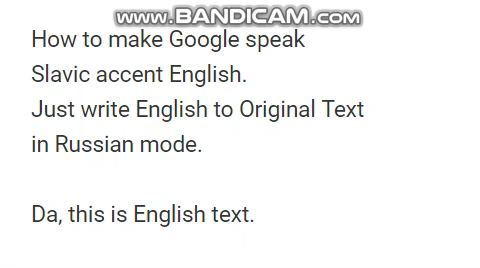 www.BANDICAM.com
How to make Google speak
Slavic accent English.
Just write English to Original Text
in Russian mode.
Da, this is English text.